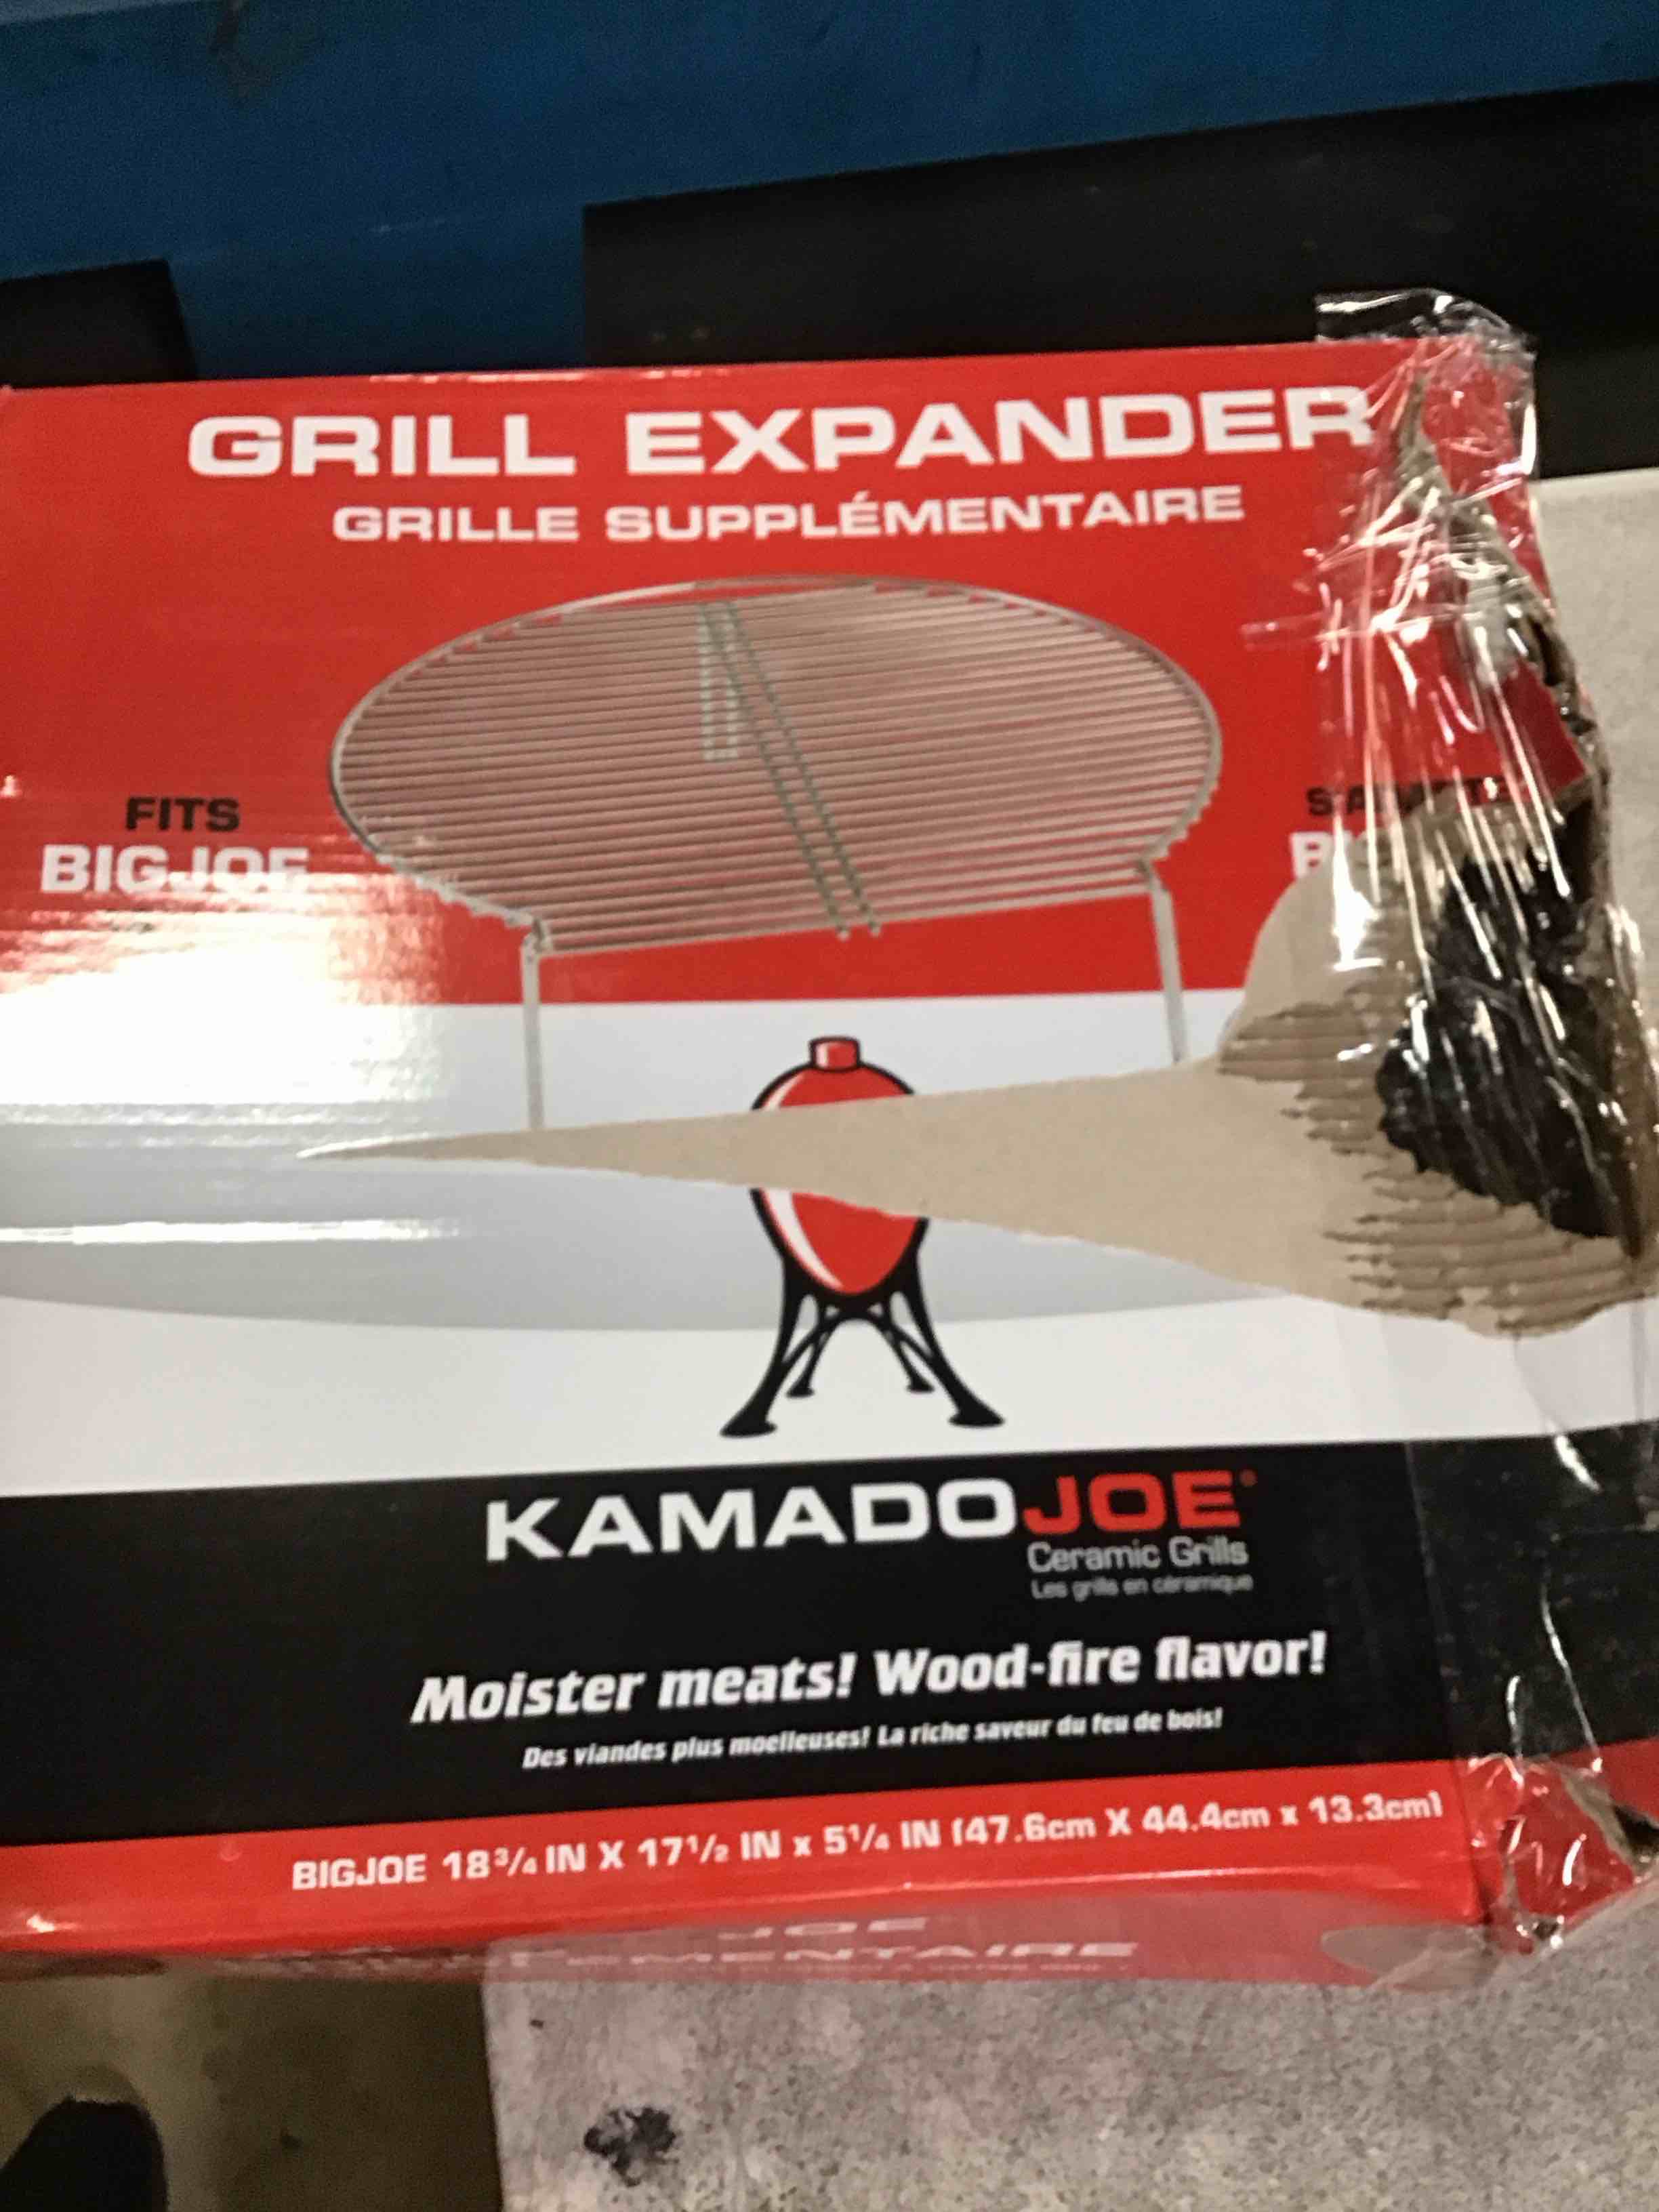 GRILL EXPANDER
GRILLE SUPPLÉMENTAIRE
FITS
BIGJOE
KAMADOJOE®
Ceramic Grills
Les grills en céramique
Moister meats! Wood-fire flavor!
Des viandes plus moelleuses! La riche saveur du feu de bois!
BIGJOE 18¾ IN X 17½ IN x 5¼ IN (47.6cm X 44.4cm x 13.3cm)
JOE